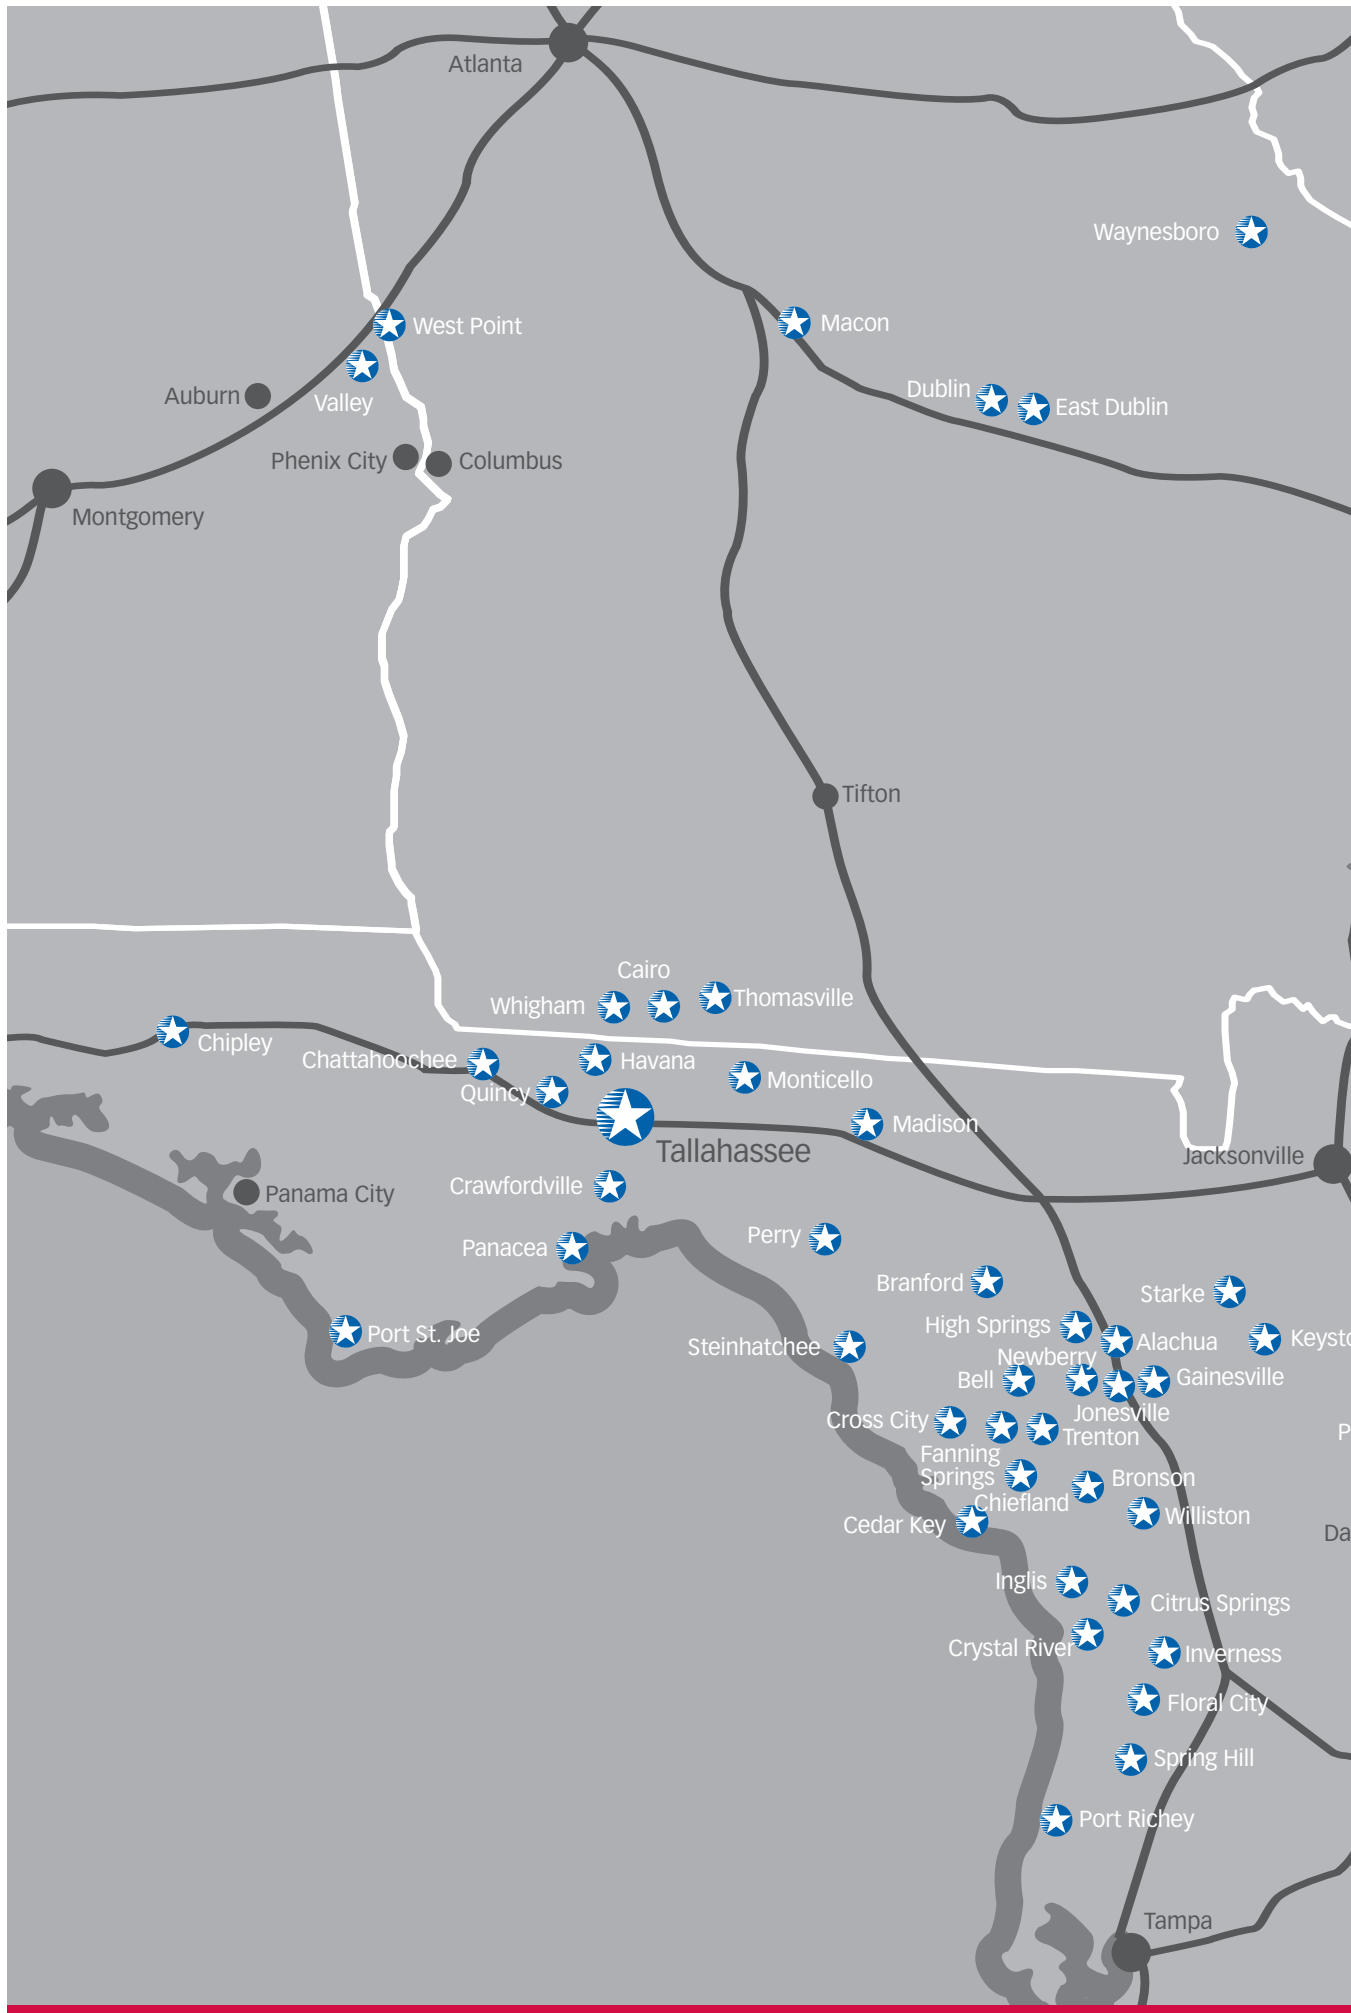 Atlanta
Waynesboro
West Point
Macon
Auburn
Valley
Dublin
East Dublin
Phenix City
Columbus
Montgomery
Tifton
Cairo
Whigham
Thomasville
Chipley
Chattahoochee
Havana
Quincy
Monticello
Madison
Tallahassee
Jacksonville
Crawfordville
Panama City
Panacea
Perry
Branford
Starke
High Springs
Port St. Joe
Alachua
Keysto
Steinhatchee
Newberry
Bell
Gainesville
Jonesville
Cross City
Trenton
P
Fanning
Springs
Bronson
Chiefland
Williston
Cedar Key
Da
Inglis
Citrus Springs
Crystal River
Inverness
Floral City
Spring Hill
Port Richey
Tampa